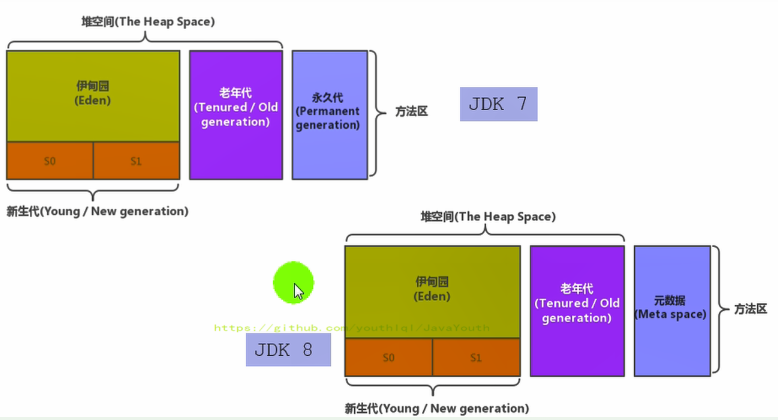 堆空间(The Heap Space)
伊甸园
(Eden)
S0
S1
老年代
(Tenured / Old
generation)
永久代
(Permanent
generation)
方法区
JDK 7
新生代(Young / New generation)
堆空间(The Heap Space)
伊甸园
(Eden)
S0
S1
老年代
(Tenured / Old
generation)
元数据
(Meta space)
方法区
https://github.com/youthlql/JavaYouth
JDK 8
新生代(Young / New generation)